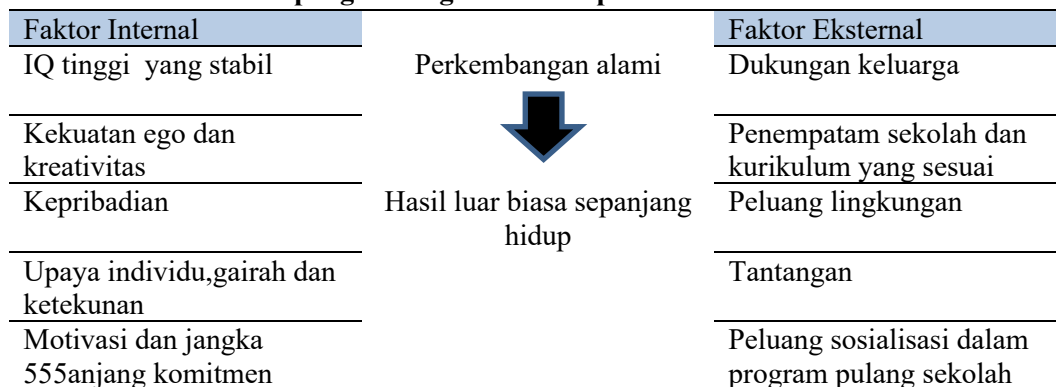 Faktor Internal
Faktor Eksternal
IQ tinggi yang stabil
Perkembangan alami
Dukungan keluarga
Kekuatan ego dan
kreativitas
Penempatam sekolah dan
kurikulum yang sesuai
Kepribadian
Hasil luar biasa sepanjang
hidup
Peluang lingkungan
Upaya individu,gairah dan
ketekunan
Tantangan
Motivasi dan jangka
555anjang komitmen
Peluang sosialisasi dalam
program pulang sekolah